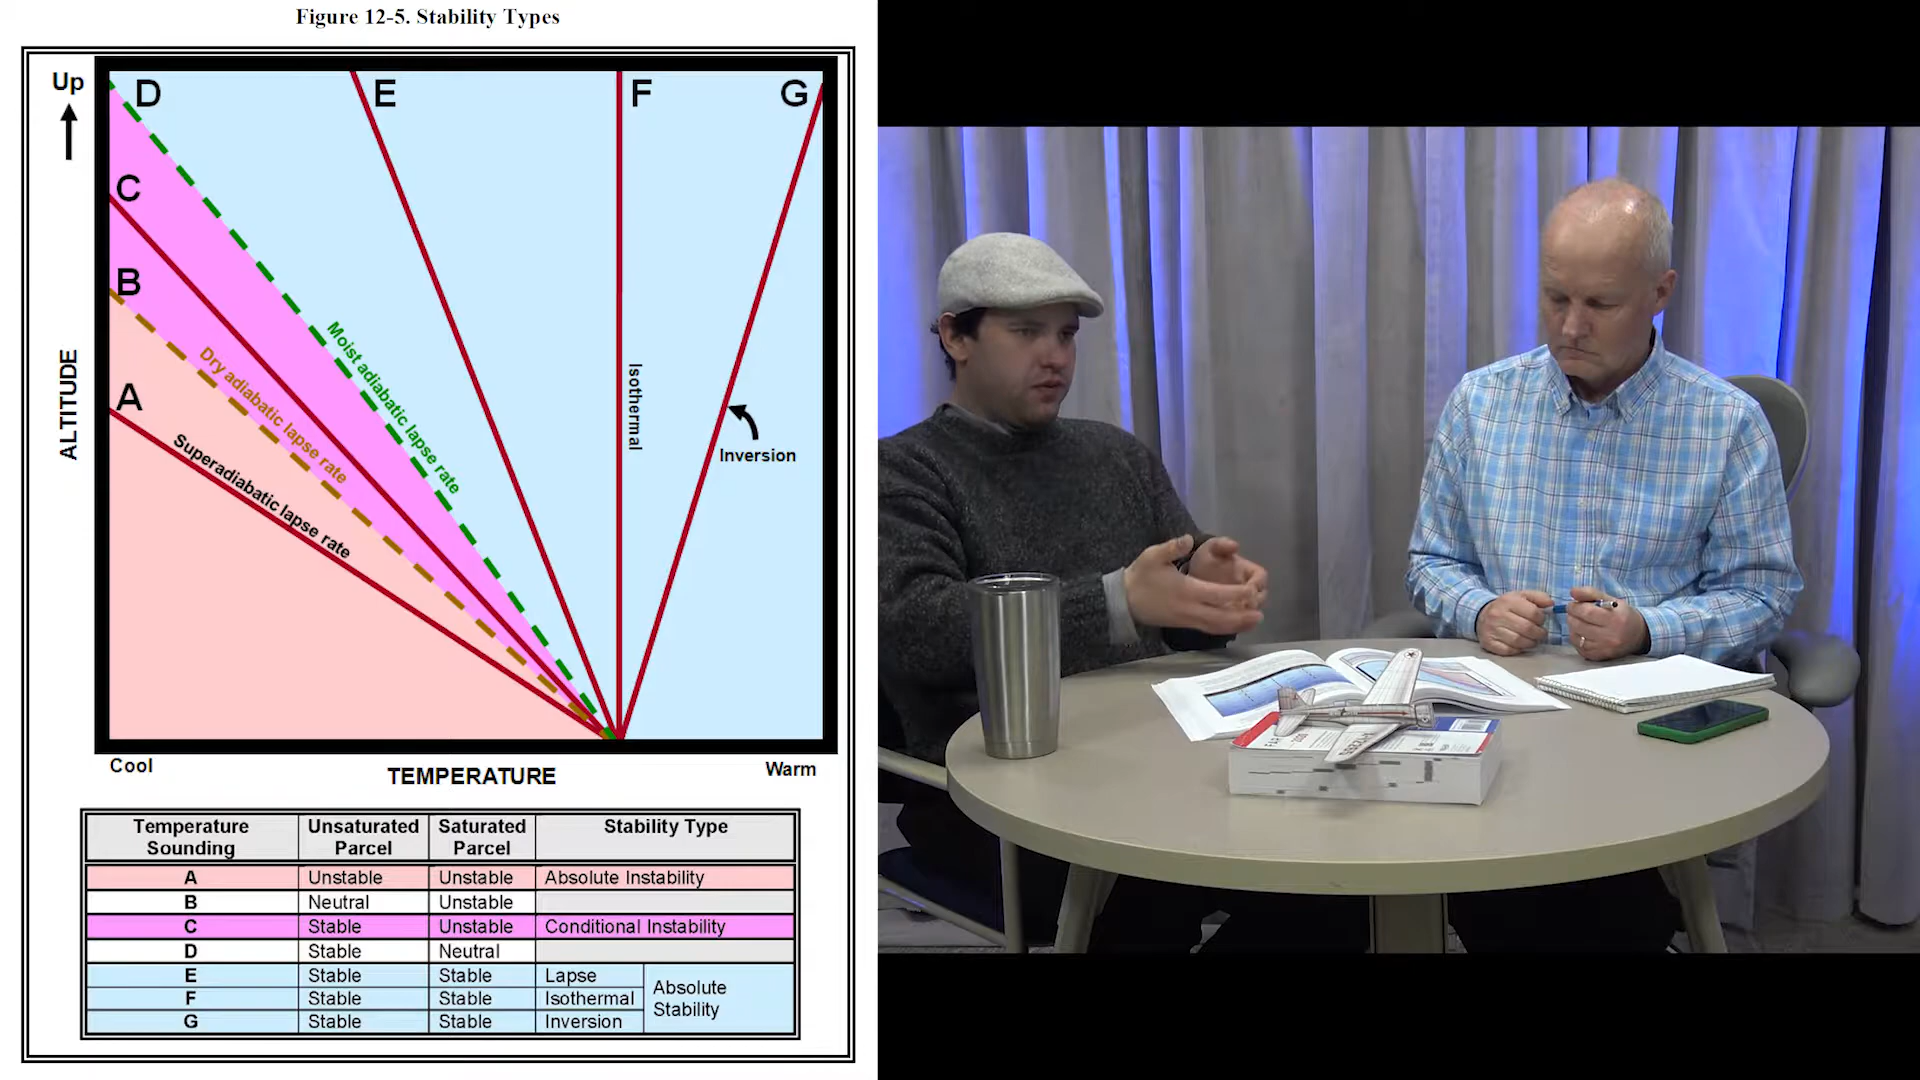 Figure 12-5. Stability Types
Up
D
E
F
G
C
B
A
Moist adiabatic lapse rate
Dry adiabatic lapse rate
Superadiabatic lapse rate
Isothermal
Inversion
ALTITUDE
Cool
TEMPERATURE
Warm
Temperature Sounding Unsaturated Parcel Saturated Parcel Stability Type
A Unstable Unstable Absolute Instability
B Neutral Unstable
C Stable Unstable Conditional Instability
D Stable Neutral
E Stable Stable Lapse
F Stable Stable Isothermal
G Stable Stable Inversion
Absolute
Stability